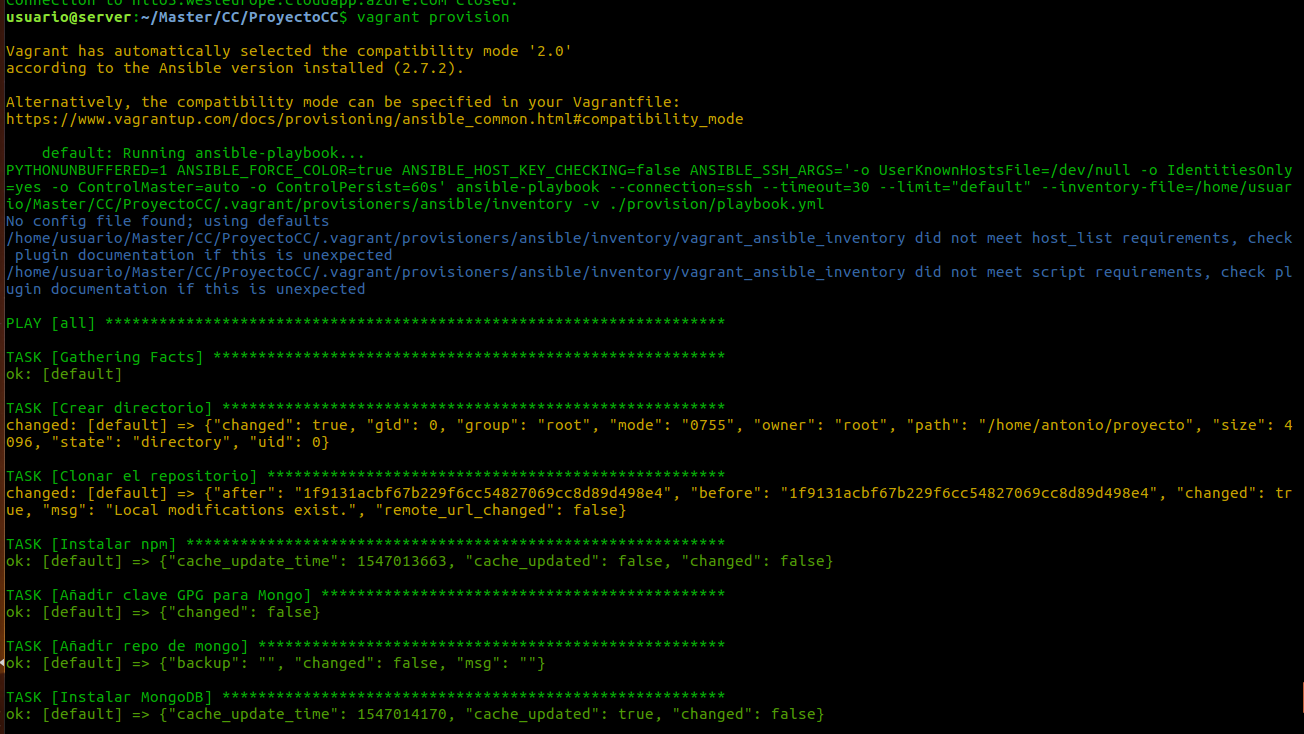 Connection to hito3.westeurope.cloudapp.azure.com closed.
usuario@server:~/Master/CC/ProyectoCC$ vagrant provision
Vagrant has automatically selected the compatibility mode '2.0'
according to the Ansible version installed (2.7.2).
Alternatively, the compatibility mode can be specified in your Vagrantfile:
https://www.vagrantup.com/docs/provisioning/ansible_common.html#compatibility_mode
default: Running ansible-playbook...
PYTHONUNBUFFERED=1 ANSIBLE_FORCE_COLOR=true ANSIBLE_HOST_KEY_CHECKING=false ANSIBLE_SSH_ARGS='-o UserKnownHostsFile=/dev/null -o IdentitiesOnly
=yes -o ControlMaster=auto -o ControlPersist=60s' ansible-playbook --connection=ssh --timeout=30 --limit="default" --inventory-file=/home/usuar
io/Master/CC/ProyectoCC/.vagrant/provisioners/ansible/inventory -v ./provision/playbook.yml
No config file found; using defaults
/home/usuario/Master/CC/ProyectoCC/.vagrant/provisioners/ansible/inventory/vagrant_ansible_inventory did not meet host_list requirements, check
plugin documentation if this is unexpected
/home/usuario/Master/CC/ProyectoCC/.vagrant/provisioners/ansible/inventory/vagrant_ansible_inventory did not meet script requirements, check pl
ugin documentation if this is unexpected
PLAY [all] *********************************************************************
TASK [Gathering Facts] *********************************************************
ok: [default]
TASK [Crear directorio] ********************************************************
changed: [default] => {"changed": true, "gid": 0, "group": "root", "mode": "0755", "owner": "root", "path": "/home/antonio/proyecto", "size": 4
096, "state": "directory", "uid": 0}
TASK [Clonar el repositorio] ***************************************************
changed: [default] => {"after": "1f9131acbf67b229f6cc54827069cc8d89d498e4", "before": "1f9131acbf67b229f6cc54827069cc8d89d498e4", "changed": tr
ue, "msg": "Local modifications exist.", "remote_url_changed": false}
TASK [Instalar npm] ************************************************************
ok: [default] => {"cache_update_time": 1547013663, "cache_updated": false, "changed": false}
TASK [Añadir clave GPG para Mongo] *********************************************
ok: [default] => {"changed": false}
TASK [Añadir repo de mongo] ****************************************************
ok: [default] => {"backup": "", "changed": false, "msg": ""}
TASK [Instalar MongoDB] ********************************************************
ok: [default] => {"cache_update_time": 1547014170, "cache_updated": true, "changed": false}